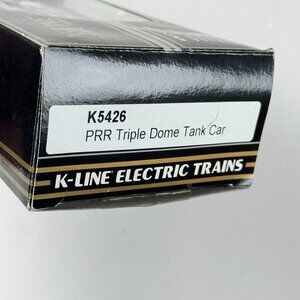 K5426
PRR Triple Dome Tank Car
K-LINE ELECTRIC TRAINS